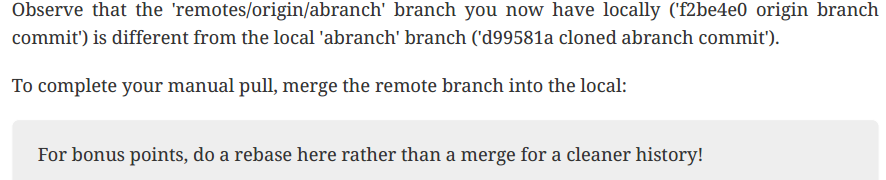 Observe that the 'remotes/origin/abranch' branch you now have locally ('f2be4e0 origin branch
commit') is different from the local 'abranch' branch ('d99581a cloned abranch commit').
To complete your manual pull, merge the remote branch into the local:
For bonus points, do a rebase here rather than a merge for a cleaner history!